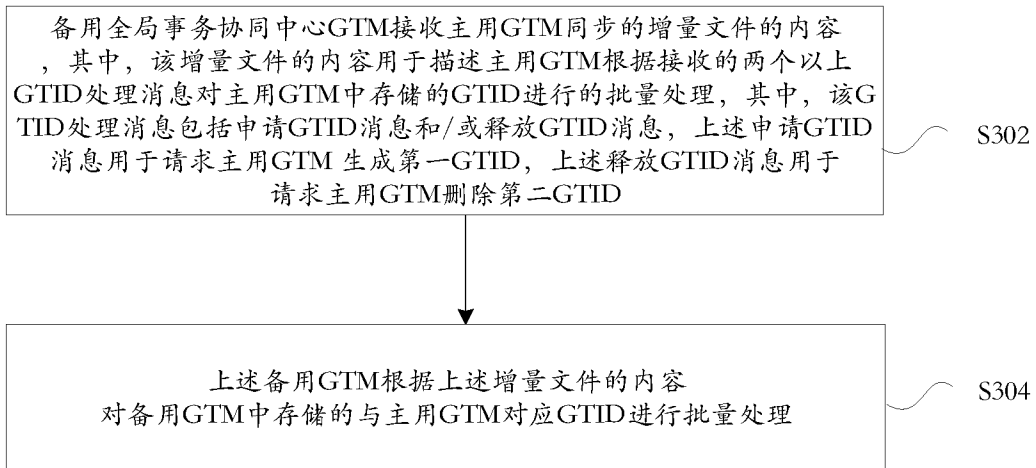 备用全局事务协同中心GTM接收主用GTM同步的增量文件的内容
，其中，该增量文件的内容用于描述主用GTM根据接收的两个以上
GTID处理消息对主用GTM中存储的GTID进行的批量处理，其中，该G
TID处理消息包括申请GTID消息和/或释放GTID消息，上述申请GTID
消息用于请求主用GTM 生成第一GTID，上述释放GTID消息用于
请求主用GTM删除第二GTID
S302
上述备用GTM根据上述增量文件的内容
对备用GTM中存储的与主用GTM对应GTID进行批量处理
S304